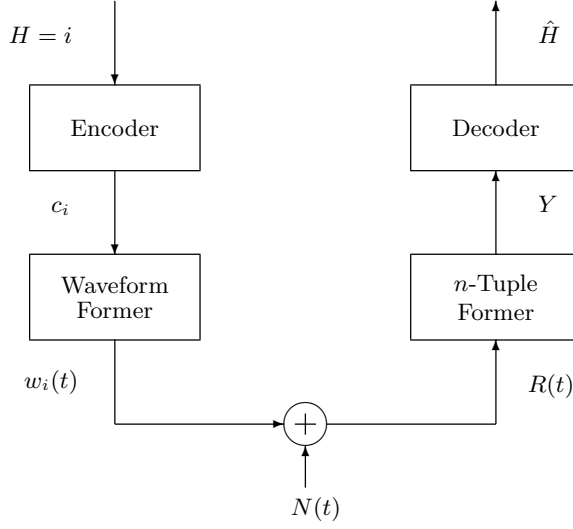 H = i
Ĥ
Encoder
Decoder
c_i
Y
Waveform
Former
n-Tuple
Former
w_i(t)
R(t)
+
N(t)